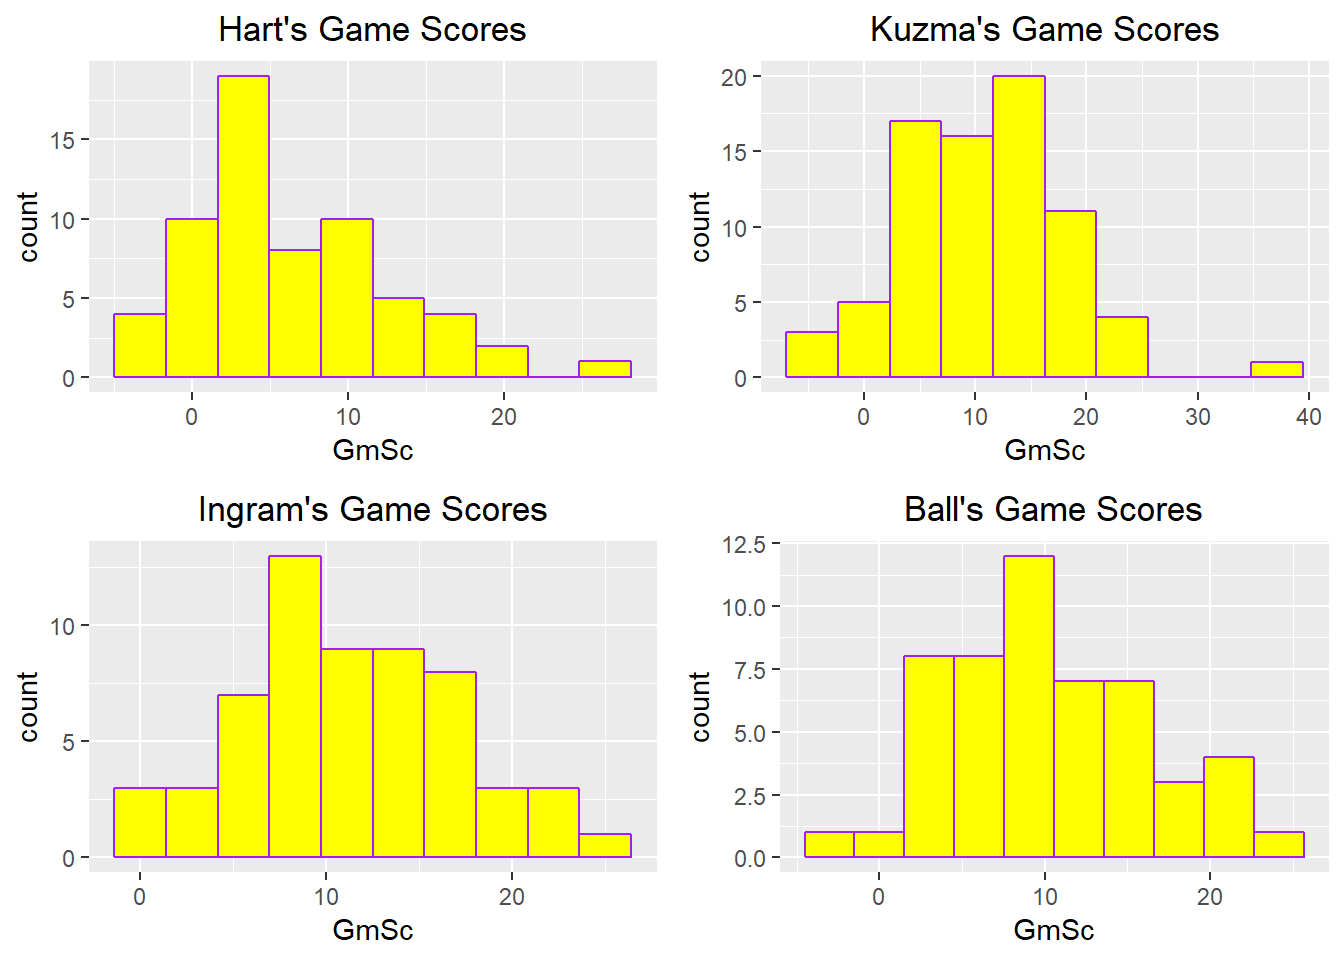 Hart's Game Scores
count
15
10
5
0
0 10 20
GmSc
Kuzma's Game Scores
count
20
15
10
5
0
0 10 20 30 40
GmSc
Ingram's Game Scores
count
10
5
0
0 10 20
GmSc
Ball's Game Scores
count
12.5
10.0
7.5
5.0
2.5
0.0
0 10 20
GmSc